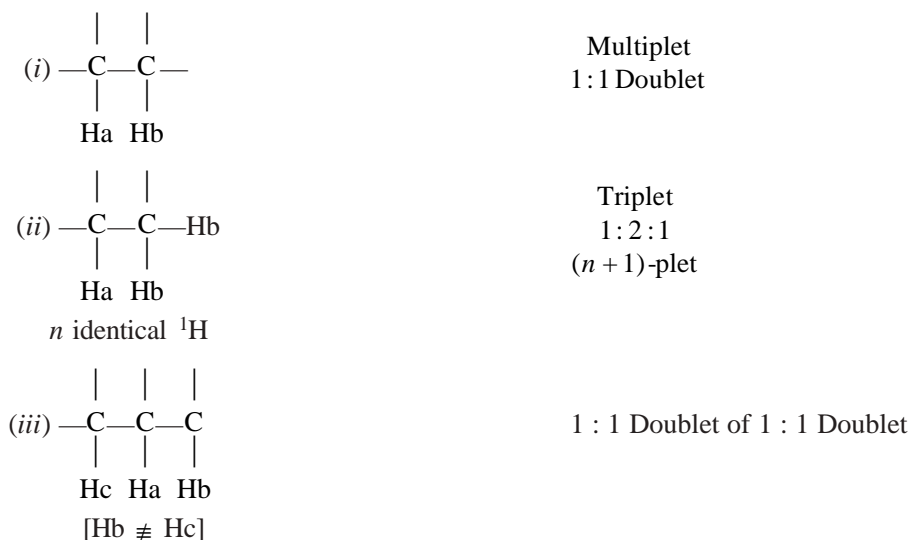 Multiplet
(i) —C—C—
1:1 Doublet
Ha Hb
Triplet
(ii) —C—C—Hb
1:2:1
(n + 1)-plet
Ha Hb
n identical ¹H
(iii) —C—C—C
1 : 1 Doublet of 1 : 1 Doublet
Hc Ha Hb
[Hb ≢ Hc]